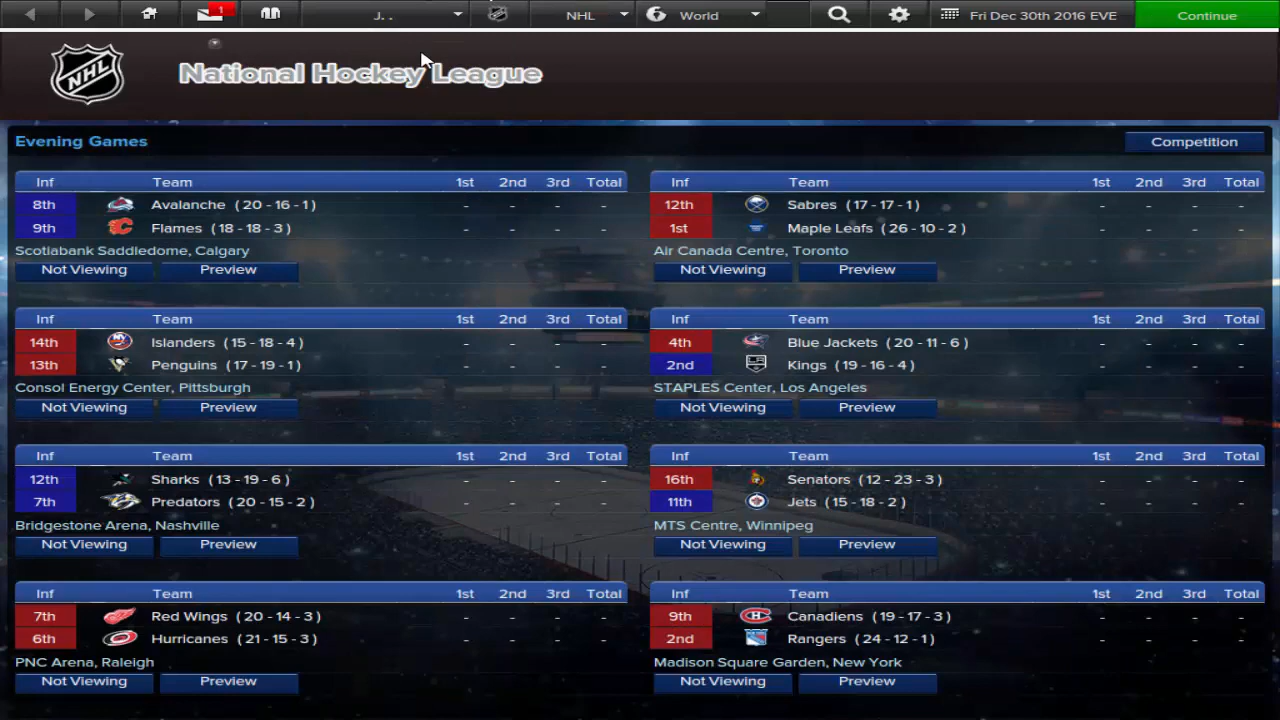 1
J. .
NHL
World
Fri Dec 30th 2016 EVE
Continue
NHL
National Hockey League
Evening Games
Competition
Inf Team 1st 2nd 3rd Total
8th Avalanche ( 20 - 16 - 1 ) - - - -
9th Flames ( 18 - 18 - 3 ) - - - -
Scotiabank Saddledome, Calgary
Not Viewing Preview
Inf Team 1st 2nd 3rd Total
12th Sabres ( 17 - 17 - 1 ) - - - -
1st Maple Leafs ( 26 - 10 - 2 ) - - - -
Air Canada Centre, Toronto
Not Viewing Preview
Inf Team 1st 2nd 3rd Total
14th Islanders ( 15 - 18 - 4 ) - - - -
13th Penguins ( 17 - 19 - 1 ) - - - -
Consol Energy Center, Pittsburgh
Not Viewing Preview
Inf Team 1st 2nd 3rd Total
4th Blue Jackets ( 20 - 11 - 6 ) - - - -
2nd Kings ( 19 - 16 - 4 ) - - - -
STAPLES Center, Los Angeles
Not Viewing Preview
Inf Team 1st 2nd 3rd Total
12th Sharks ( 13 - 19 - 6 ) - - - -
7th Predators ( 20 - 15 - 2 ) - - - -
Bridgestone Arena, Nashville
Not Viewing Preview
Inf Team 1st 2nd 3rd Total
16th Senators ( 12 - 23 - 3 ) - - - -
11th Jets ( 15 - 18 - 2 ) - - - -
MTS Centre, Winnipeg
Not Viewing Preview
Inf Team 1st 2nd 3rd Total
7th Red Wings ( 20 - 14 - 3 ) - - - -
6th Hurricanes ( 21 - 15 - 3 ) - - - -
PNC Arena, Raleigh
Not Viewing Preview
Inf Team 1st 2nd 3rd Total
9th Canadiens ( 19 - 17 - 3 ) - - - -
2nd Rangers ( 24 - 12 - 1 ) - - - -
Madison Square Garden, New York
Not Viewing Preview